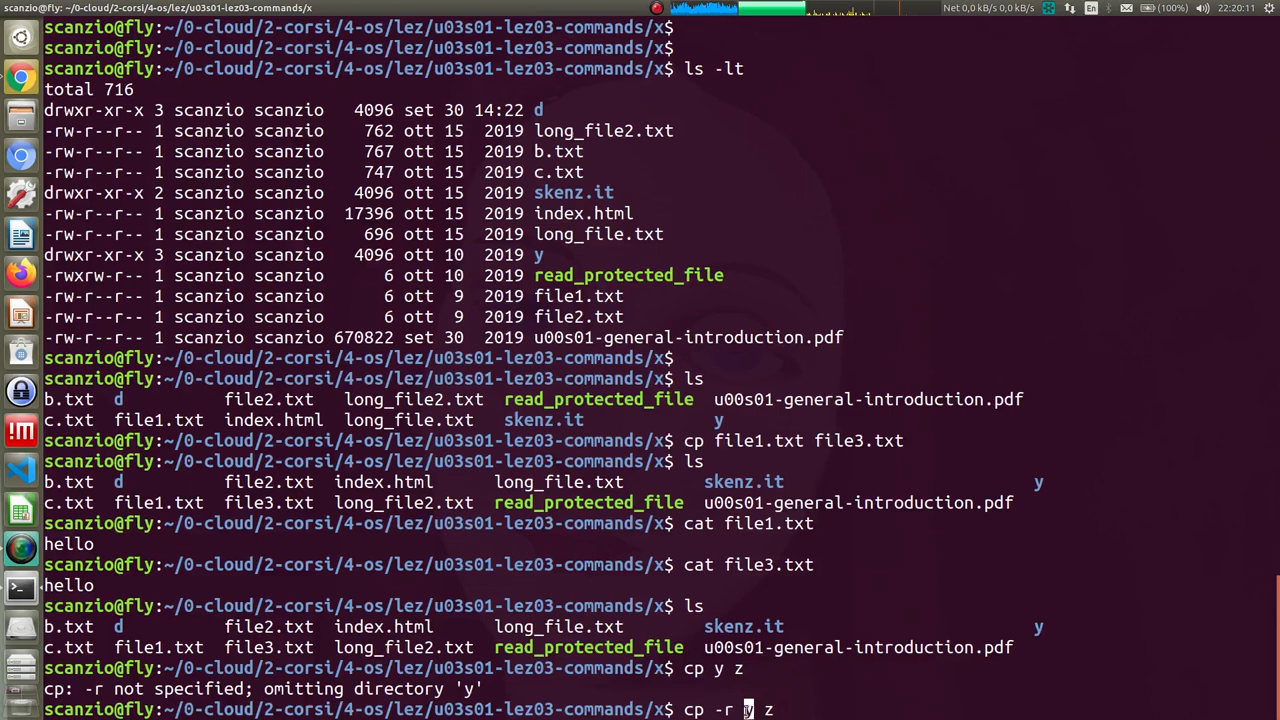 scanzio@fly: ~/0-cloud/2-corsi/4-os/lez/u03s01-lez03-commands/x Net 0,0 kB/s 0,0 kB/s En (100%) 22:20:11
scanzio@fly:~/0-cloud/2-corsi/4-os/lez/u03s01-lez03-commands/x$
scanzio@fly:~/0-cloud/2-corsi/4-os/lez/u03s01-lez03-commands/x$
scanzio@fly:~/0-cloud/2-corsi/4-os/lez/u03s01-lez03-commands/x$ ls -lt
total 716
drwxr-xr-x 3 scanzio scanzio   4096 set 30 14:22 d
-rw-r--r-- 1 scanzio scanzio    762 ott 15  2019 long_file2.txt
-rw-r--r-- 1 scanzio scanzio    767 ott 15  2019 b.txt
-rw-r--r-- 1 scanzio scanzio    747 ott 15  2019 c.txt
drwxr-xr-x 2 scanzio scanzio   4096 ott 15  2019 skenz.it
-rw-r--r-- 1 scanzio scanzio  17396 ott 15  2019 index.html
-rw-r--r-- 1 scanzio scanzio    696 ott 15  2019 long_file.txt
drwxr-xr-x 3 scanzio scanzio   4096 ott 10  2019 y
-rwxrw-r-- 1 scanzio scanzio      6 ott 10  2019 read_protected_file
-rw-r--r-- 1 scanzio scanzio      6 ott  9  2019 file1.txt
-rw-r--r-- 1 scanzio scanzio      6 ott  9  2019 file2.txt
-rw-r--r-- 1 scanzio scanzio 670822 set 30  2019 u00s01-general-introduction.pdf
scanzio@fly:~/0-cloud/2-corsi/4-os/lez/u03s01-lez03-commands/x$
scanzio@fly:~/0-cloud/2-corsi/4-os/lez/u03s01-lez03-commands/x$ ls
b.txt  d          file2.txt   long_file2.txt  read_protected_file  u00s01-general-introduction.pdf
c.txt  file1.txt  index.html  long_file.txt   skenz.it             y
scanzio@fly:~/0-cloud/2-corsi/4-os/lez/u03s01-lez03-commands/x$ cp file1.txt file3.txt
scanzio@fly:~/0-cloud/2-corsi/4-os/lez/u03s01-lez03-commands/x$ ls
b.txt  d          file2.txt  index.html      long_file.txt        skenz.it                         y
c.txt  file1.txt  file3.txt  long_file2.txt  read_protected_file  u00s01-general-introduction.pdf
scanzio@fly:~/0-cloud/2-corsi/4-os/lez/u03s01-lez03-commands/x$ cat file1.txt
hello
scanzio@fly:~/0-cloud/2-corsi/4-os/lez/u03s01-lez03-commands/x$ cat file3.txt
hello
scanzio@fly:~/0-cloud/2-corsi/4-os/lez/u03s01-lez03-commands/x$ ls
b.txt  d          file2.txt  index.html      long_file.txt        skenz.it                         y
c.txt  file1.txt  file3.txt  long_file2.txt  read_protected_file  u00s01-general-introduction.pdf
scanzio@fly:~/0-cloud/2-corsi/4-os/lez/u03s01-lez03-commands/x$ cp y z
cp: -r not specified; omitting directory 'y'
scanzio@fly:~/0-cloud/2-corsi/4-os/lez/u03s01-lez03-commands/x$ cp -r y z